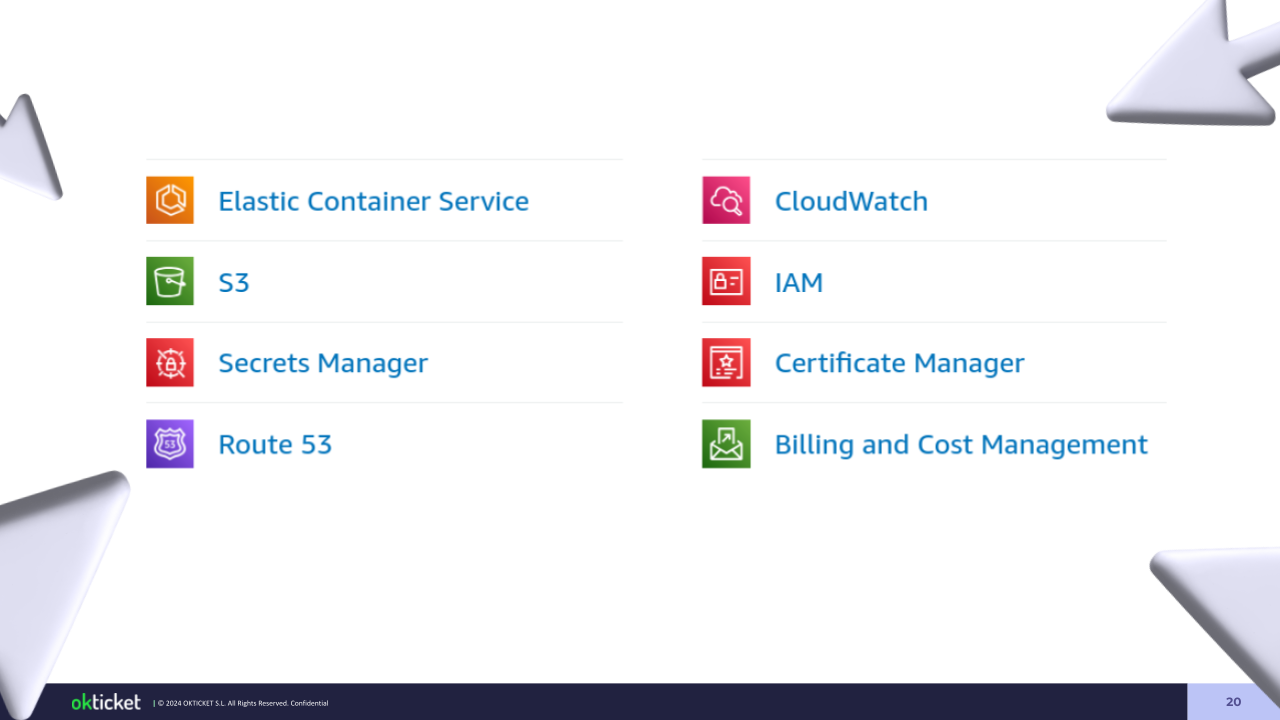 Elastic Container Service
S3
Secrets Manager
Route 53
CloudWatch
IAM
Certificate Manager
Billing and Cost Management
53
okticket | © 2024 OKTICKET S.L. All Rights Reserved. Confidential
20